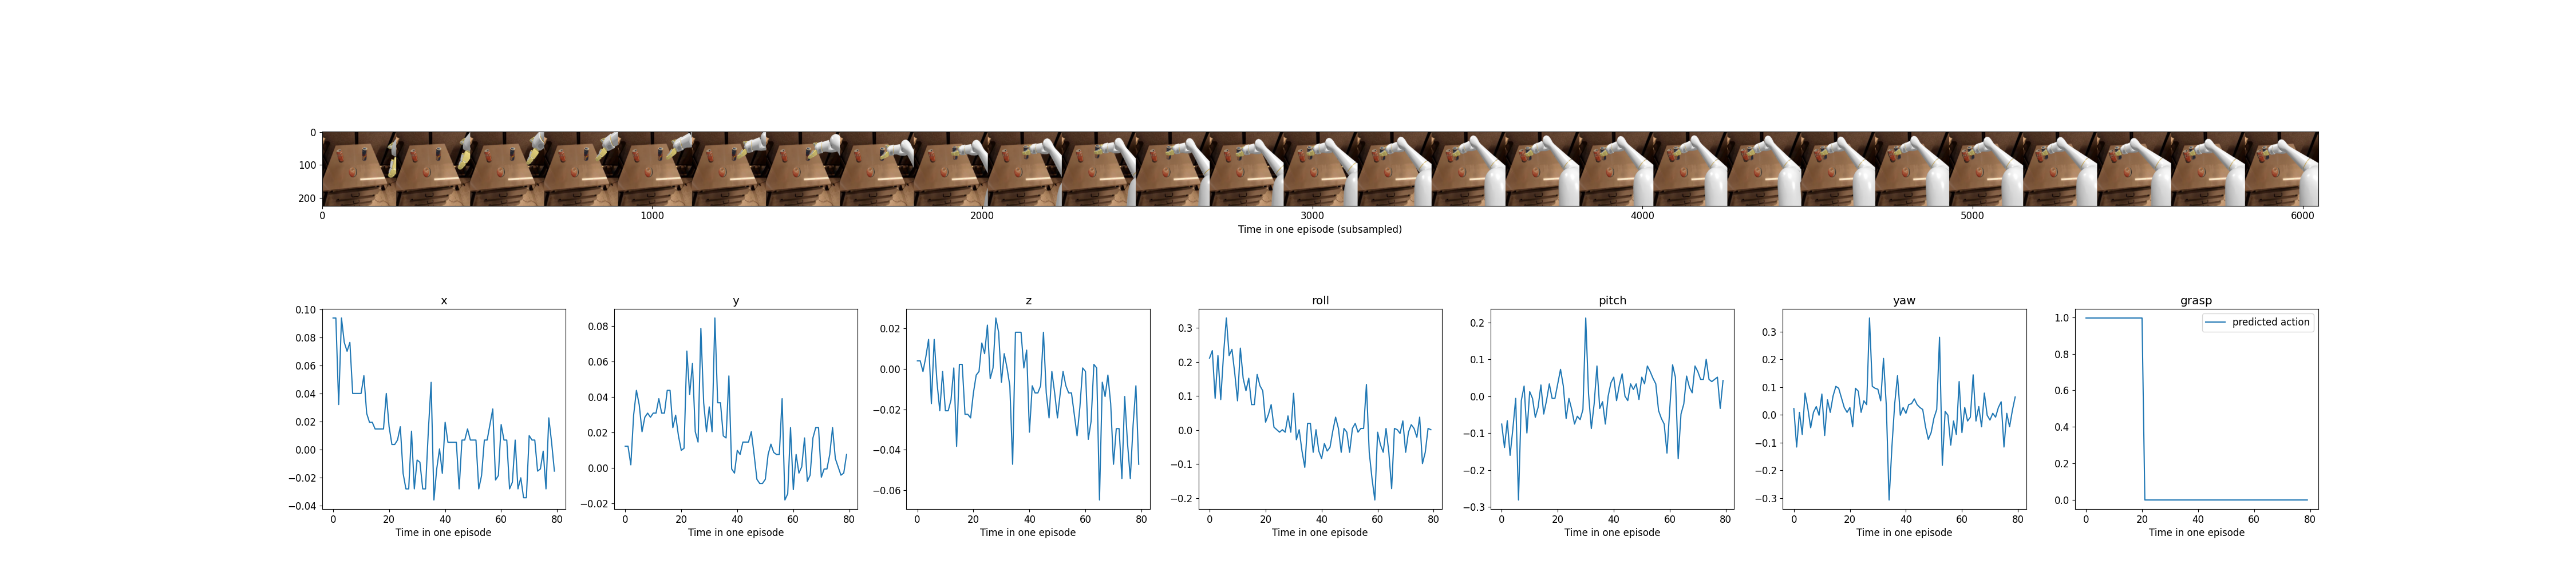 0
100
200
0 1000 2000 3000 4000 5000 6000
Time in one episode (subsampled)
x
0.10
0.08
0.06
0.04
0.02
0.00
−0.02
−0.04
0 20 40 60 80
Time in one episode
y
0.08
0.06
0.04
0.02
0.00
−0.02
0 20 40 60 80
Time in one episode
z
0.02
0.00
−0.02
−0.04
−0.06
0 20 40 60 80
Time in one episode
roll
0.3
0.2
0.1
0.0
−0.1
−0.2
0 20 40 60 80
Time in one episode
pitch
0.2
0.1
0.0
−0.1
−0.2
−0.3
0 20 40 60 80
Time in one episode
yaw
0.3
0.2
0.1
0.0
−0.1
−0.2
−0.3
0 20 40 60 80
Time in one episode
grasp
predicted action
1.0
0.8
0.6
0.4
0.2
0.0
0 20 40 60 80
Time in one episode